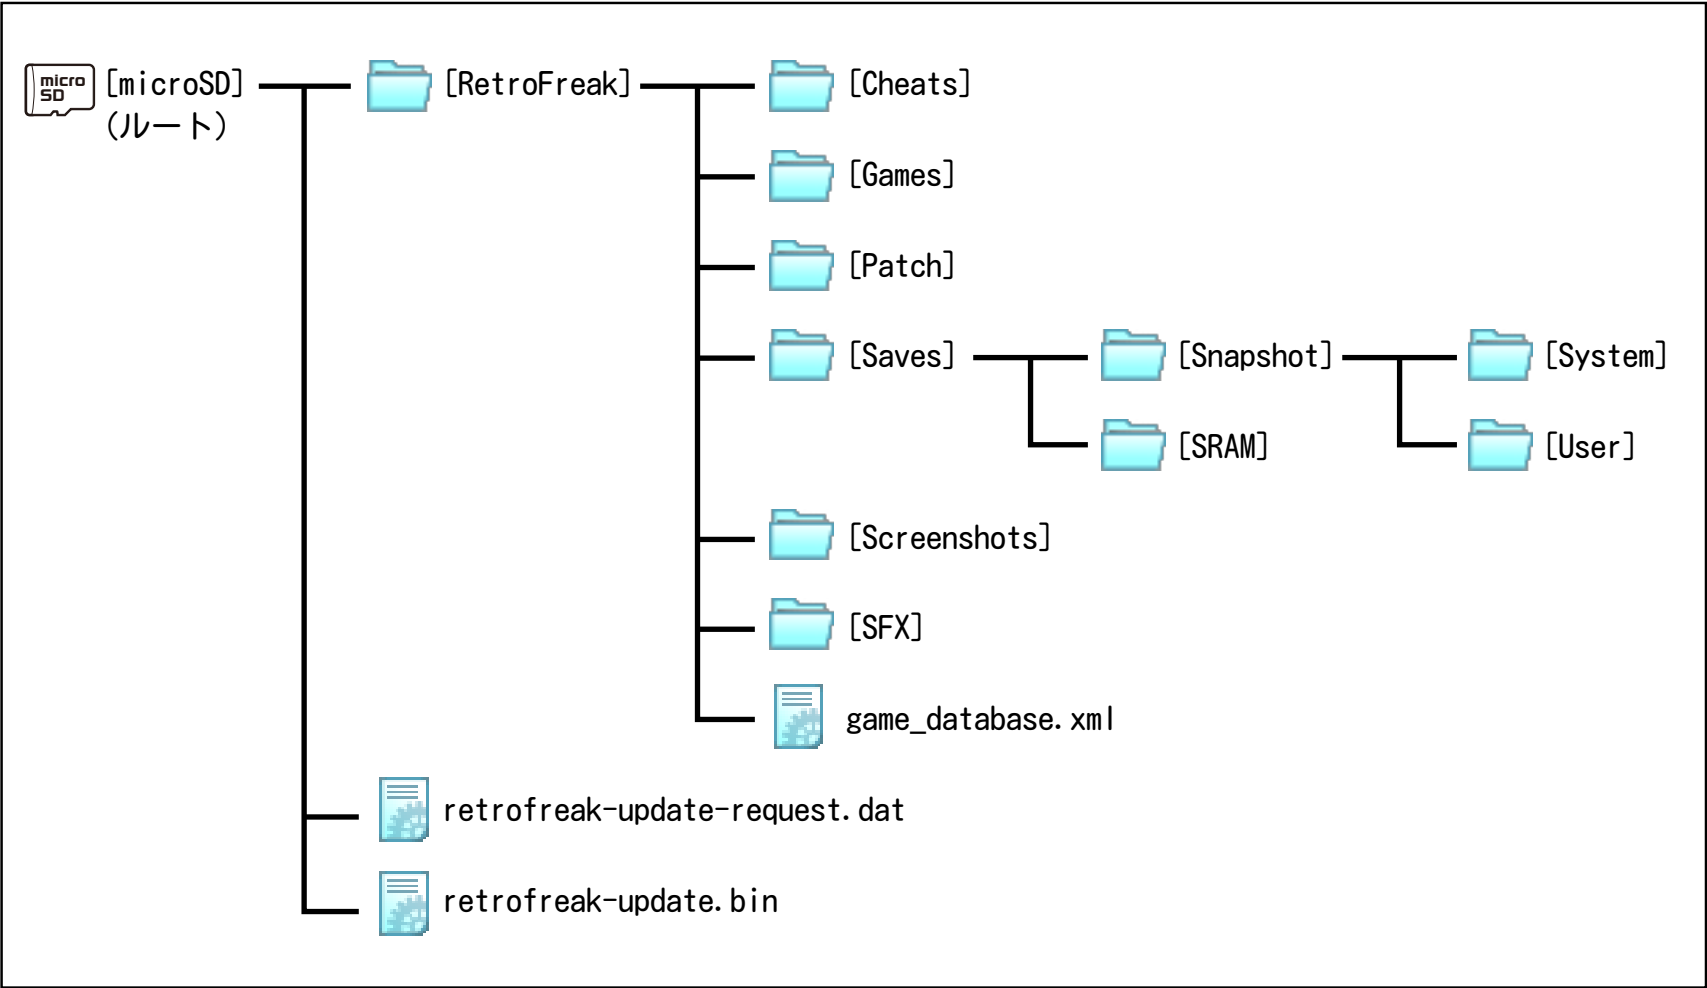 micro
SD
[microSD]
(ルート)
[RetroFreak]
[Cheats]
[Games]
[Patch]
[Saves]
[Snapshot]
[System]
[SRAM]
[User]
[Screenshots]
[SFX]
game_database.xml
retrofreak-update-request.dat
retrofreak-update.bin